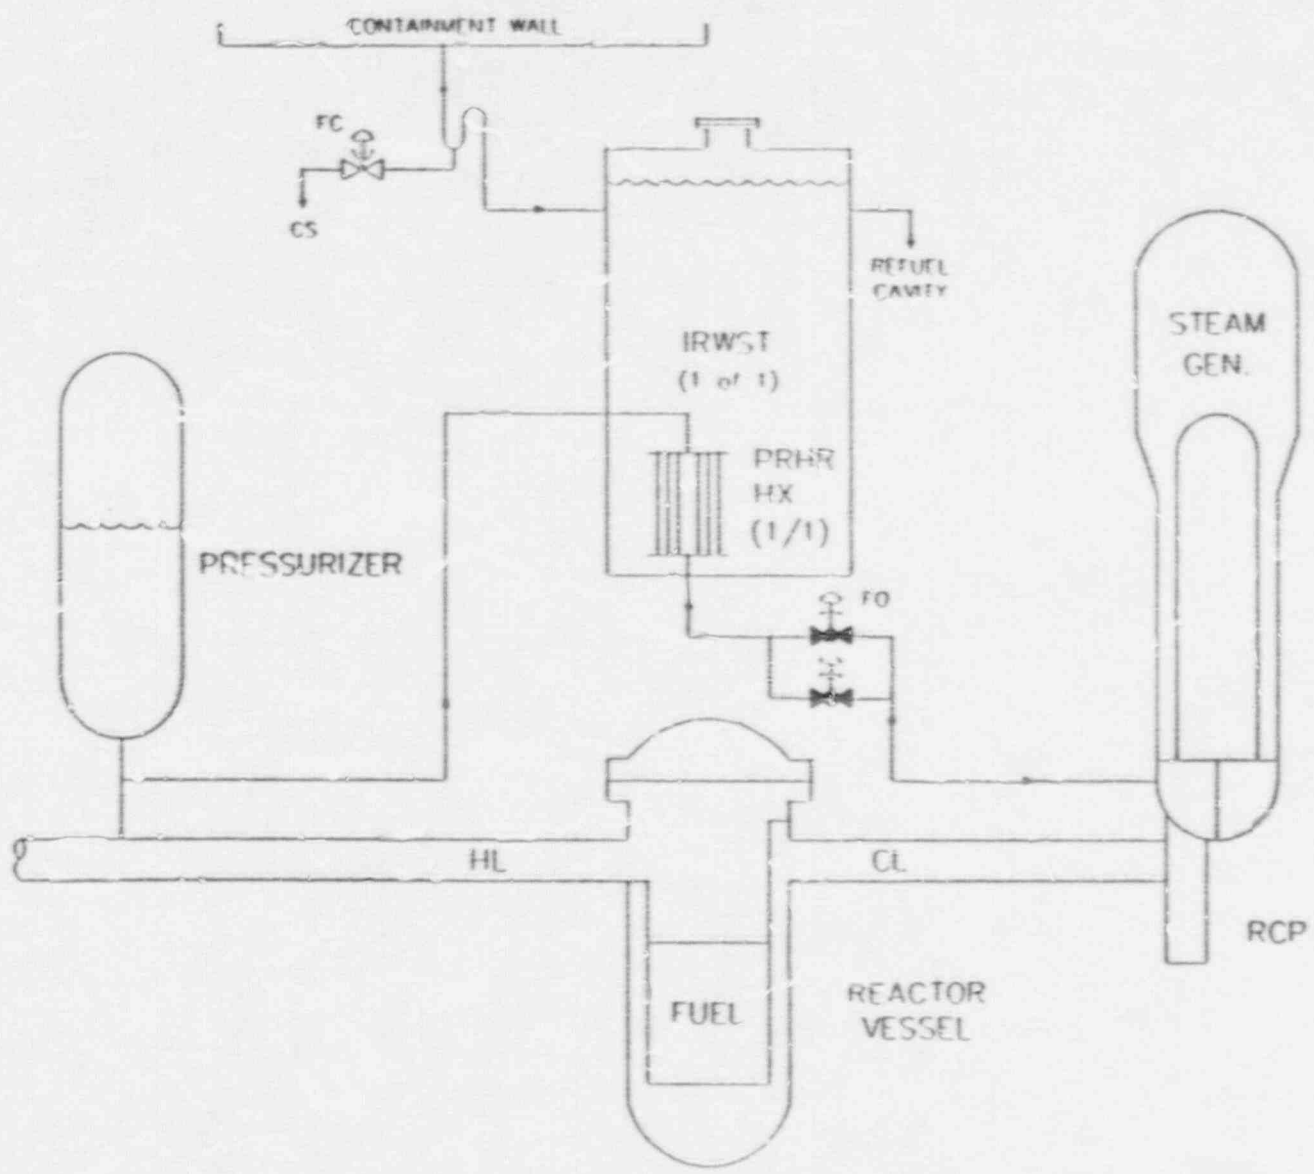 CONTAINMENT WALL
FC
CS
REFUEL
CAVITY
STEAM
GEN.
IRWST
(1 of 1)
PRHR
HX
(1/1)
PRESSURIZER
FO
HL
CL
RCP
FUEL
REACTOR
VESSEL